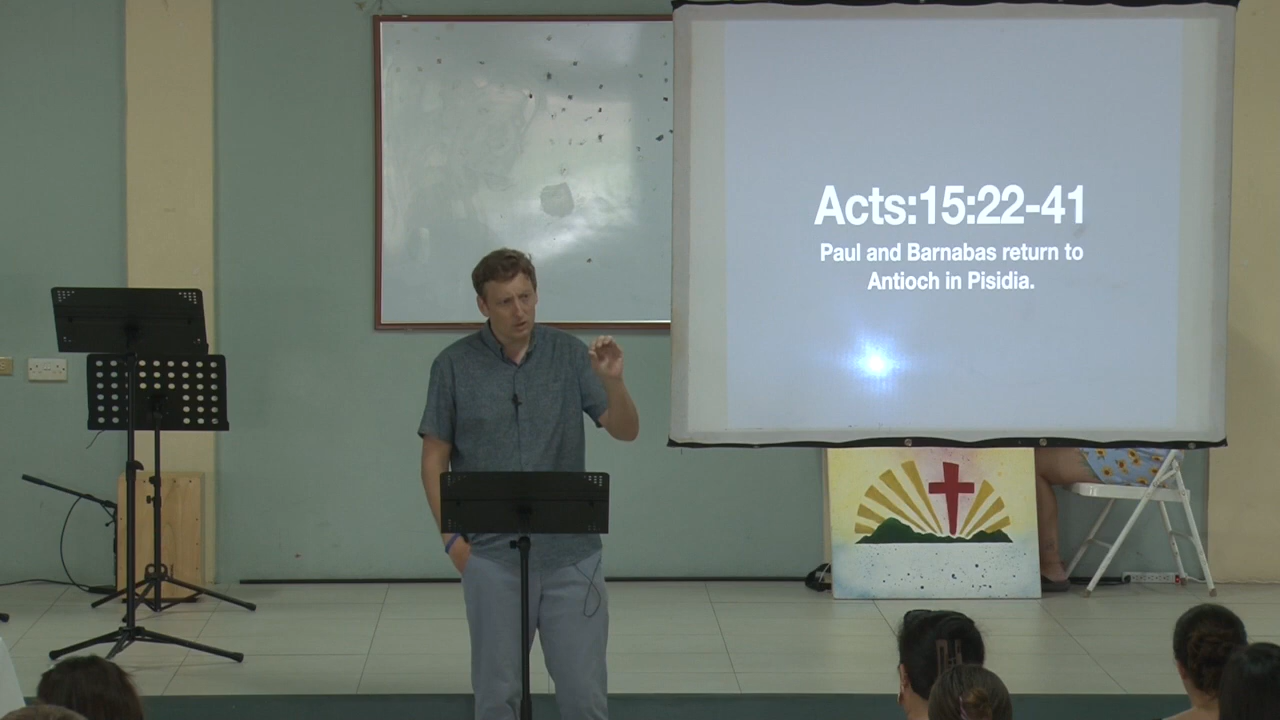 Acts:15:22-41
Paul and Barnabas return to
Antioch in Pisidia.